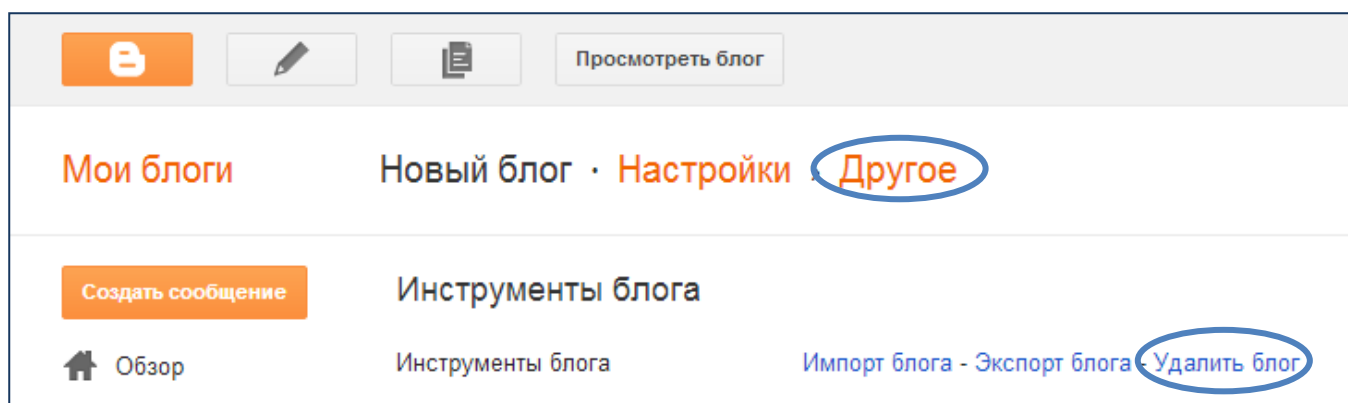 Просмотреть блог
Мои блоги Новый блог · Настройки · Другое
Создать сообщение Инструменты блога
Обзор Инструменты блога Импорт блога - Экспорт блога - Удалить блог